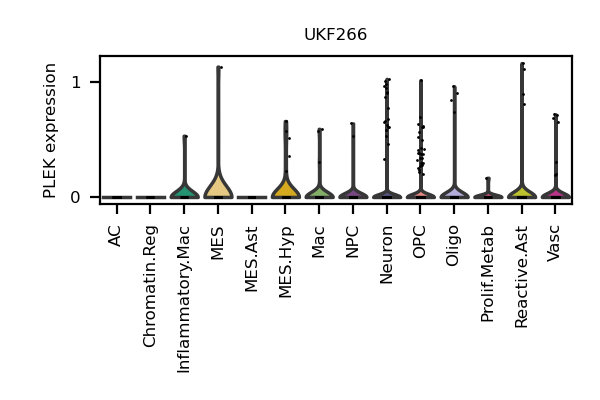 UKF266
PLEK expression
1
0
AC
Chromatin.Reg
Inflammatory.Mac
MES
MES.Ast
MES.Hyp
Mac
NPC
Neuron
OPC
Oligo
Prolif.Metab
Reactive.Ast
Vasc